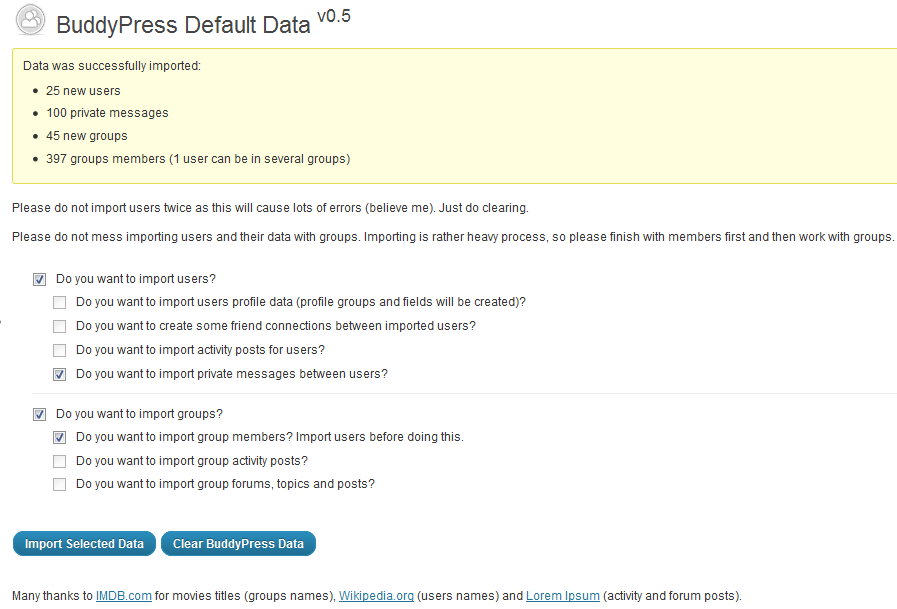 BuddyPress Default Data v0.5
Data was successfully imported:
25 new users
100 private messages
45 new groups
397 groups members (1 user can be in several groups)
Please do not import users twice as this will cause lots of errors (believe me). Just do clearing.
Please do not mess importing users and their data with groups. Importing is rather heavy process, so please finish with members first and then work with groups.
Do you want to import users?
Do you want to import users profile data (profile groups and fields will be created)?
Do you want to create some friend connections between imported users?
Do you want to import activity posts for users?
Do you want to import private messages between users?
Do you want to import groups?
Do you want to import group members? Import users before doing this.
Do you want to import group activity posts?
Do you want to import group forums, topics and posts?
Import Selected Data Clear BuddyPress Data
Many thanks to IMDB.com for movies titles (groups names), Wikipedia.org (users names) and Lorem Ipsum (activity and forum posts).